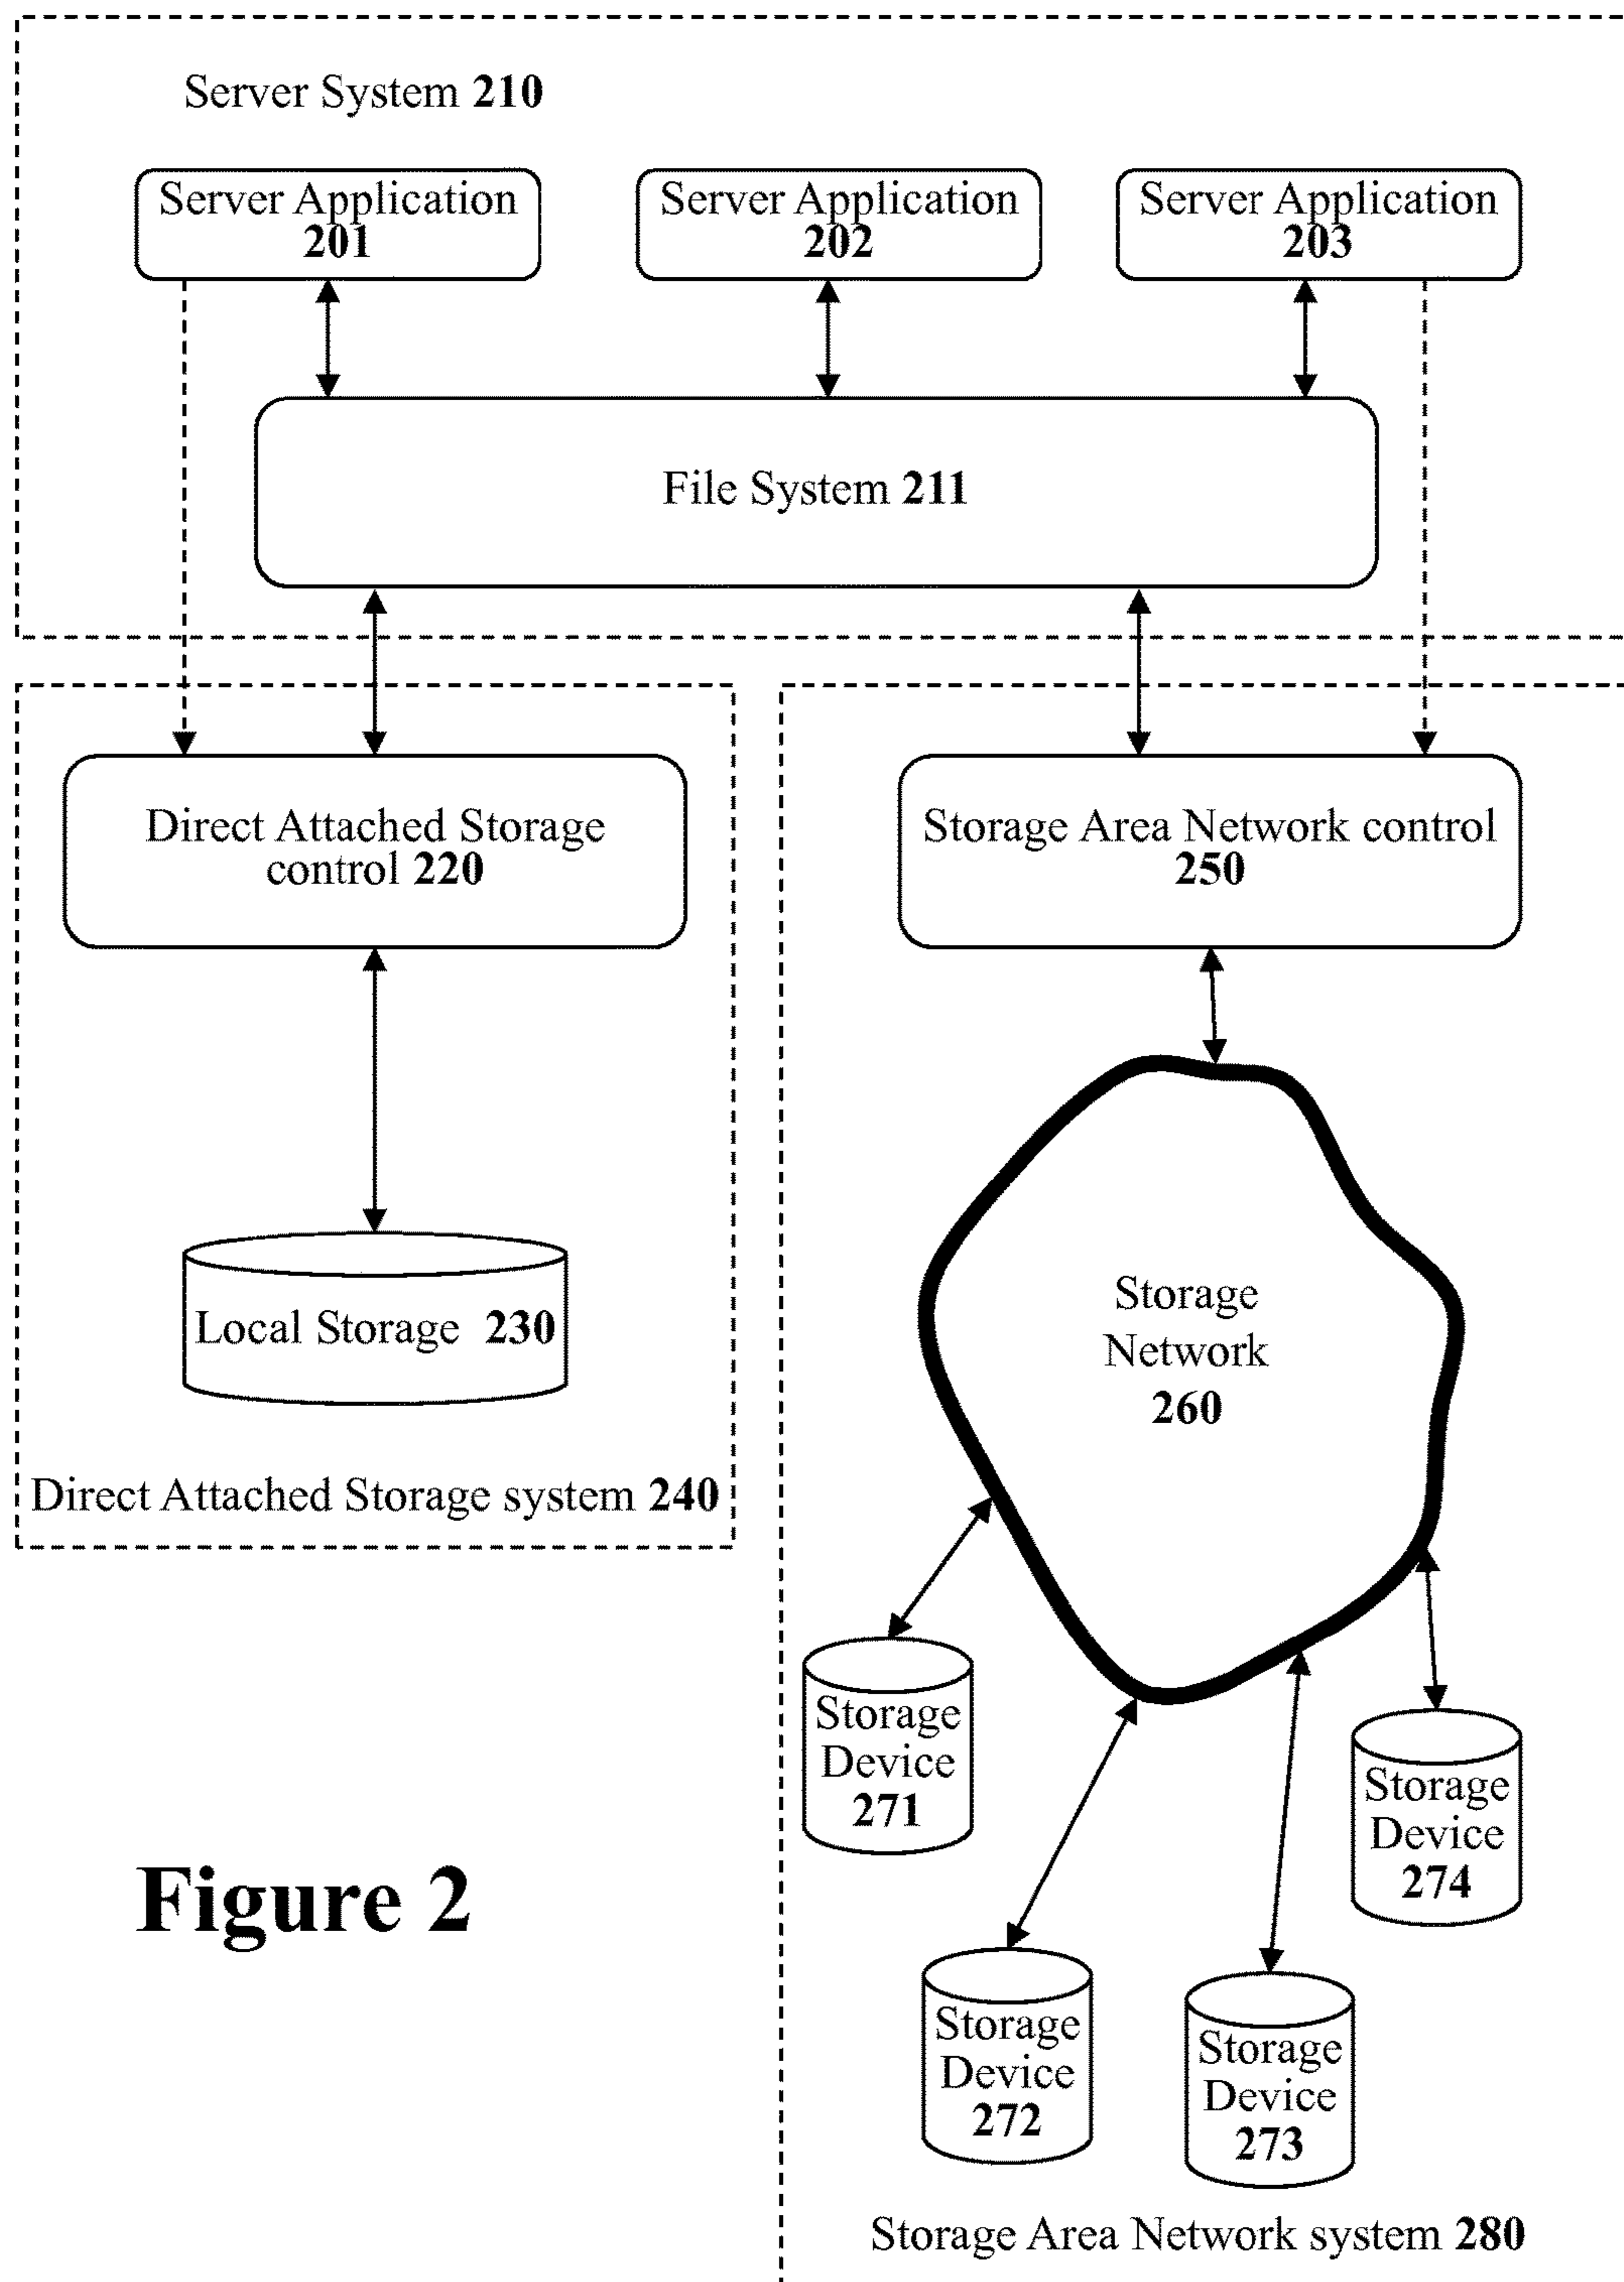 Server System 210
Server Application
201
Server Application
202
Server Application
203
File System 211
Direct Attached Storage
control 220
Storage Area Network control
250
Local Storage 230
Direct Attached Storage system 240
Storage
Network
260
Storage
Device
271
Storage
Device
272
Storage
Device
273
Storage
Device
274
Figure 2
Storage Area Network system 280